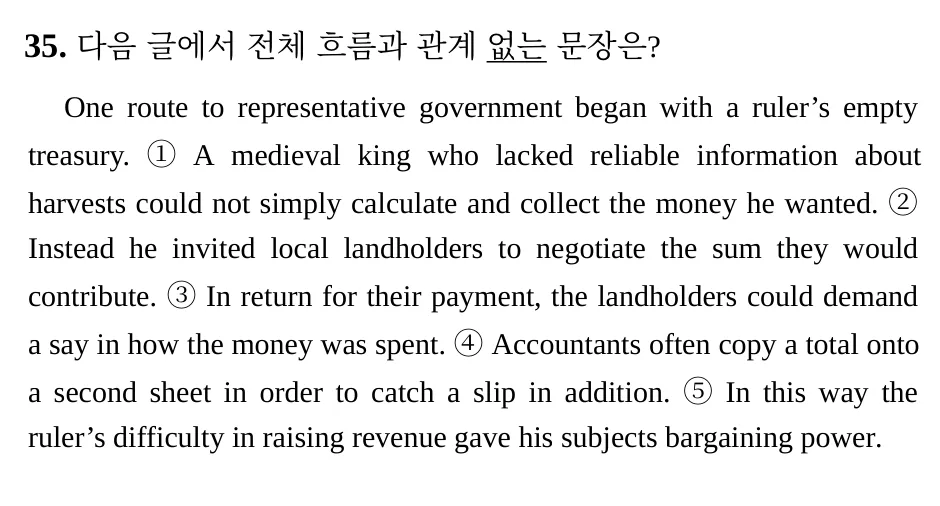 35. 다음 글에서 전체 흐름과 관계 없는 문장은?
One route to representative government began with a ruler’s empty
treasury. ① A medieval king who lacked reliable information about
harvests could not simply calculate and collect the money he wanted. ②
Instead he invited local landholders to negotiate the sum they would
contribute. ③ In return for their payment, the landholders could demand
a say in how the money was spent. ④ Accountants often copy a total onto
a second sheet in order to catch a slip in addition. ⑤ In this way the
ruler’s difficulty in raising revenue gave his subjects bargaining power.